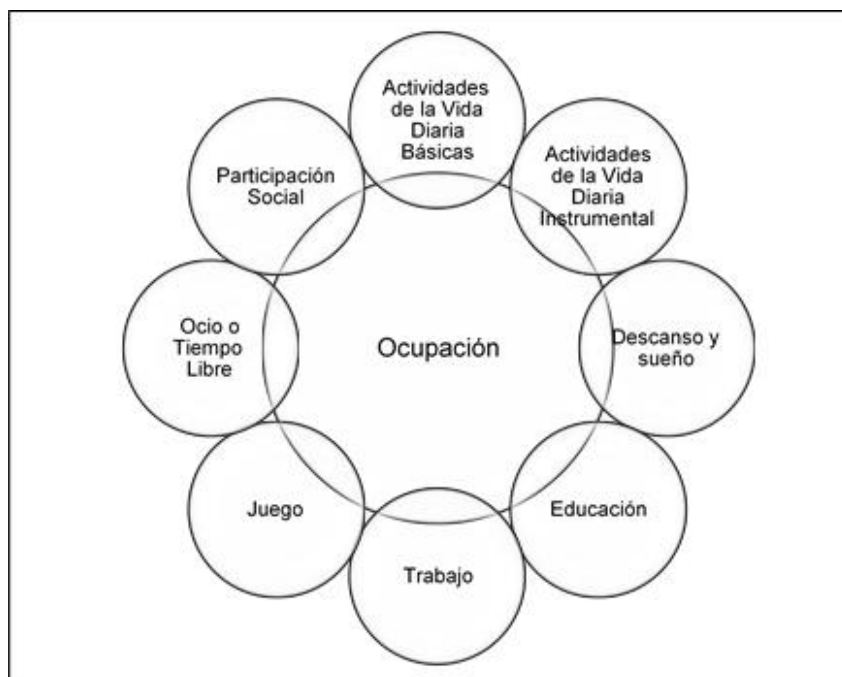 Actividades
de la Vida
Diaria
Básicas
Actividades
de la Vida
Diaria
Instrumental
Descanso y
sueño
Educación
Trabajo
Juego
Ocio o
Tiempo
Libre
Participación
Social
Ocupación